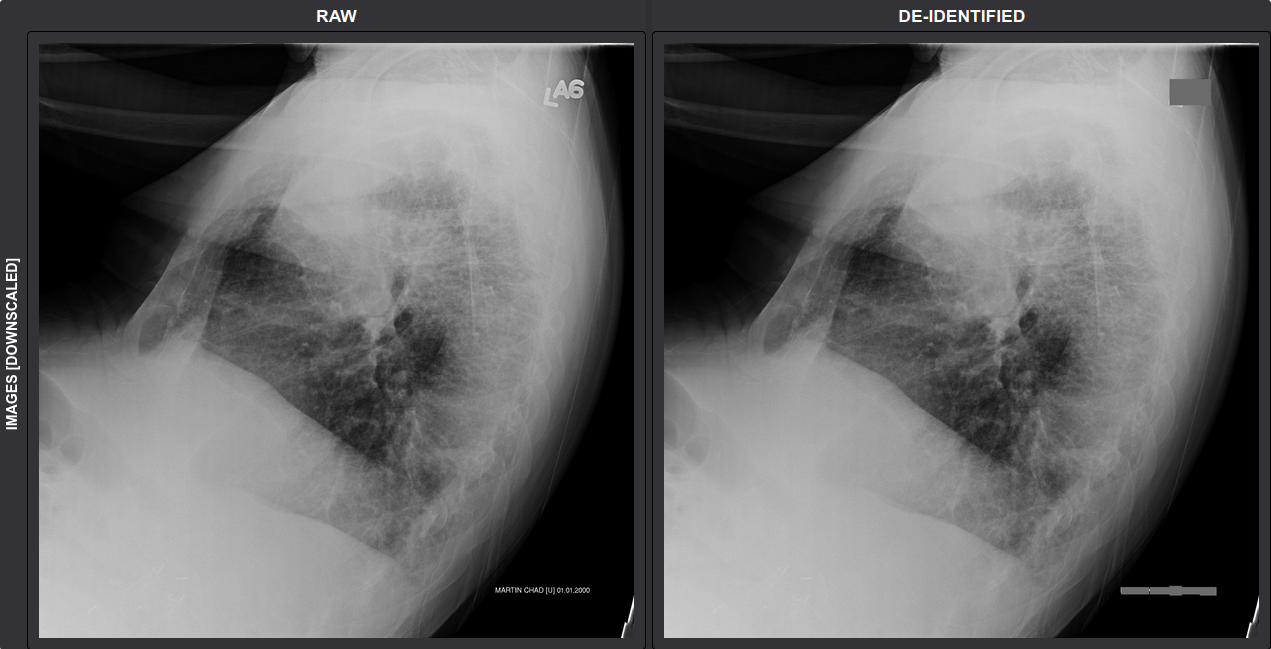 RAW
DE-IDENTIFIED
IMAGES [DOWNSCALED]
LA6
MARTIN CHAD [U] 01.01.2000